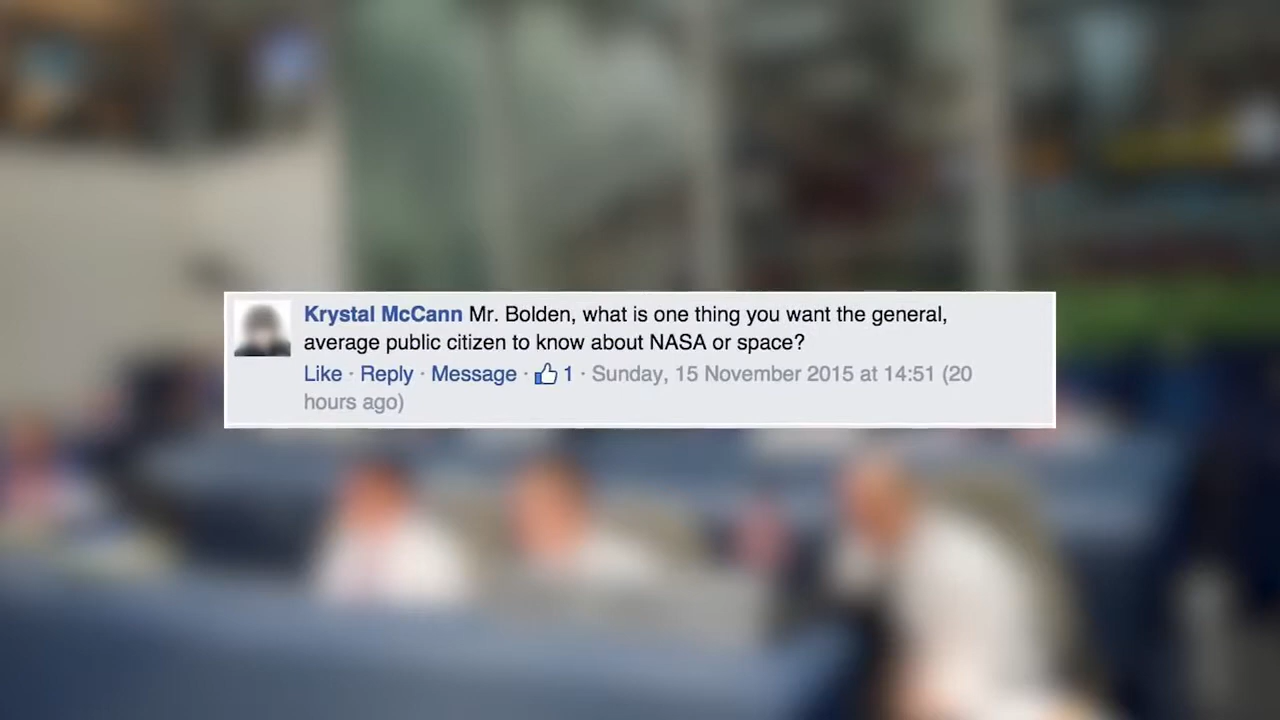 Krystal McCann Mr. Bolden, what is one thing you want the general,
average public citizen to know about NASA or space?
Like · Reply · Message · 1 · Sunday, 15 November 2015 at 14:51 (20
hours ago)